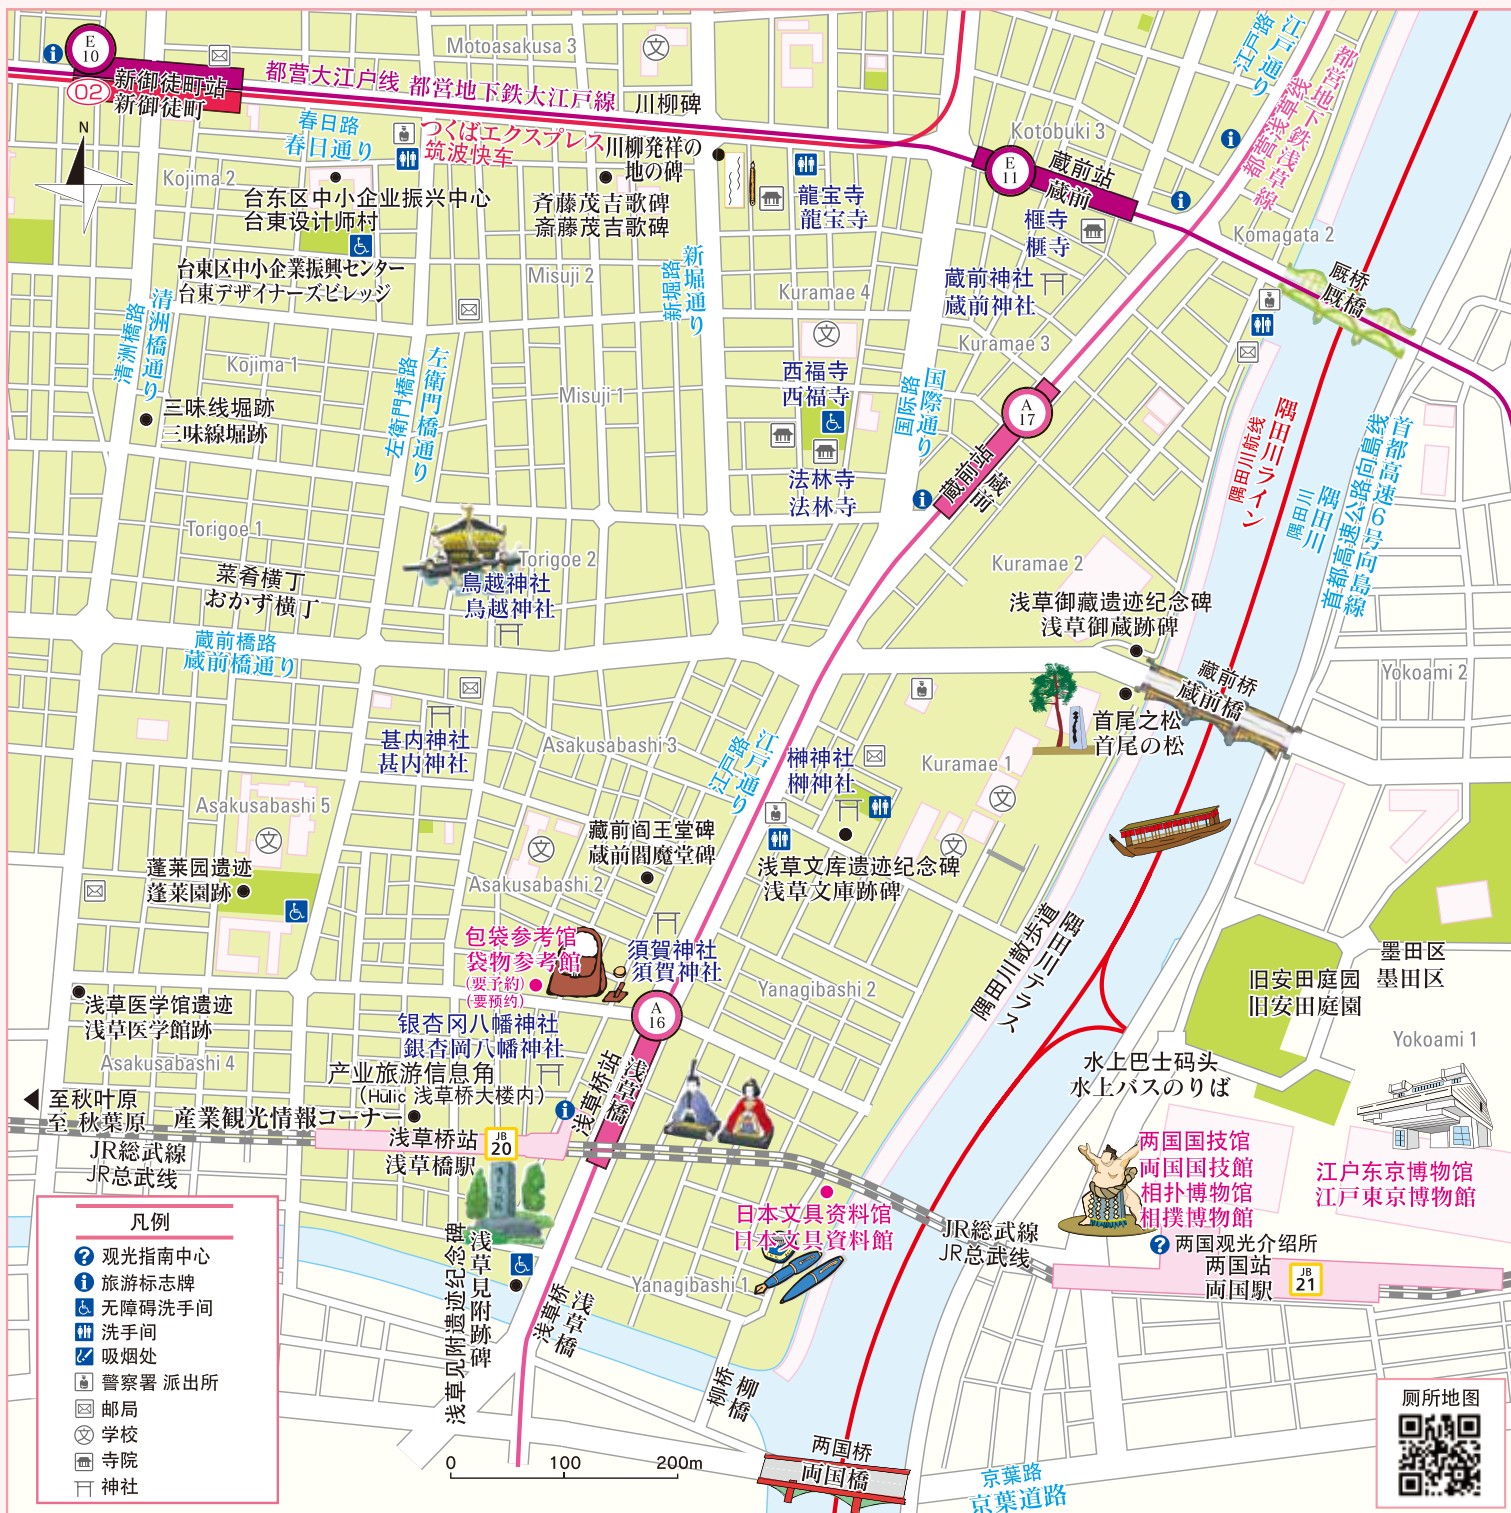 E
10
02
新御徒町站
新御徒町
都营大江户线 都営地下鉄大江戸線
Motoasakusa 3
文
川柳碑
春日路
春日通り
つくばエクスプレス
筑波快车
川柳発祥の
地の碑
N
Kojima 2
台东区中小企业振兴中心
台東设计师村
台東区中小企業振興センター
台東デザイナーズビレッジ
斉藤茂吉歌碑
斎藤茂吉歌碑
龍宝寺
龍宝寺
Kotobuki 3
E
11
蔵前站
蔵前
榧寺
榧寺
蔵前神社
蔵前神社
江戸路
江戸通り
都営浅草线
都営地下鉄浅草線
Komagata 2
厩桥
厩橋
Misuji 2
新堀路
新堀通り
Kuramae 4
文
Kuramae 3
清洲橋路
清洲橋通り
Kojima 1
左衛門橋路
左衛門橋通り
Misuji 1
西福寺
西福寺
国际路
国際通り
A
17
蔵前站
蔵前
三味线堀跡
三味線堀跡
法林寺
法林寺
隅田川航线
隅田川ライン
隅田川
隅田川
首都高速公路向島线
首都高速6号向島線
Torigoe 1
Torigoe 2
菜肴横丁
おかず横丁
鳥越神社
鳥越神社
Kuramae 2
浅草御藏遗迹纪念碑
浅草御蔵跡碑
蔵前橋路
蔵前橋通り
蔵前桥
蔵前橋
Yokoami 2
首尾之松
首尾の松
甚内神社
甚内神社
Asakusabashi 3
江戸路
江戸通り
榊神社
榊神社
Kuramae 1
文
文
Asakusabashi 5
文
文
藏前阎王堂碑
蔵前閻魔堂碑
浅草文库遗迹纪念碑
浅草文庫跡碑
蓬莱园遗迹
蓬莱園跡
Asakusabashi 2
包袋参考馆
袋物参考館
(要予約)
(要预约)
須賀神社
須賀神社
Yanagibashi 2
隅田川散歩道
隅田川テラス
墨田区
墨田区
旧安田庭园
旧安田庭園
Yokoami 1
浅草医学馆遗迹
浅草医学館跡
Asakusabashi 4
银杏冈八幡神社
銀杏岡八幡神社
A
16
浅草桥站
浅草橋
产业旅游信息角
(Hulic 浅草桥大楼内)
産業観光情報コーナー
至秋叶原
至 秋葉原
JR総武線
JR总武线
浅草桥站
浅草橋駅
JB
20
水上巴士码头
水上バスのりば
两国国技馆
両国国技館
相扑博物馆
相撲博物館
江户东京博物馆
江戸東京博物館
日本文具资料馆
日本文具資料館
JR総武線
JR总武线
两国观光介绍所
两国站
両国駅
JB
21
浅草见附遗迹纪念碑
浅草見附跡碑
浅草桥
浅草橋
Yanagibashi 1
柳桥
柳橋
两国桥
両国橋
京葉路
京葉道路
0 100 200m
凡例
? 观光指南中心
i 旅游标志牌
无障碍洗手间
洗手间
吸烟处
警察署 派出所
邮局
文 学校
寺院
神社
厕所地图